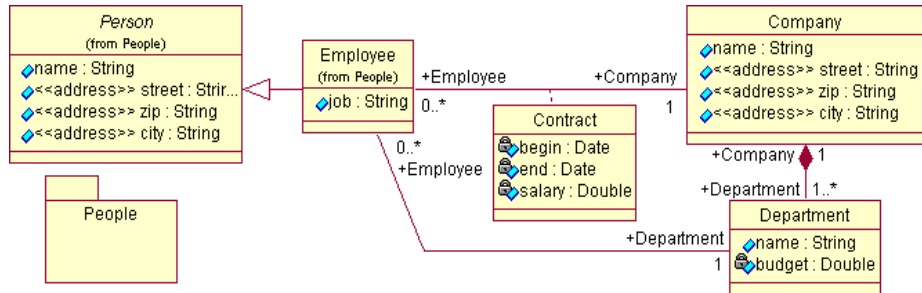 Person
(from People)
name : String
<<address>> street : Strir...
<<address>> zip : String
<<address>> city : String
People
Employee
(from People)
job : String
+Employee
0..*
+Company
1
Contract
begin : Date
end : Date
salary : Double
0..*
+Employee
Company
name : String
<<address>> street : String
<<address>> zip : String
<<address>> city : String
+Company
1
+Department
1..*
+Department
1
Department
name : String
budget : Double